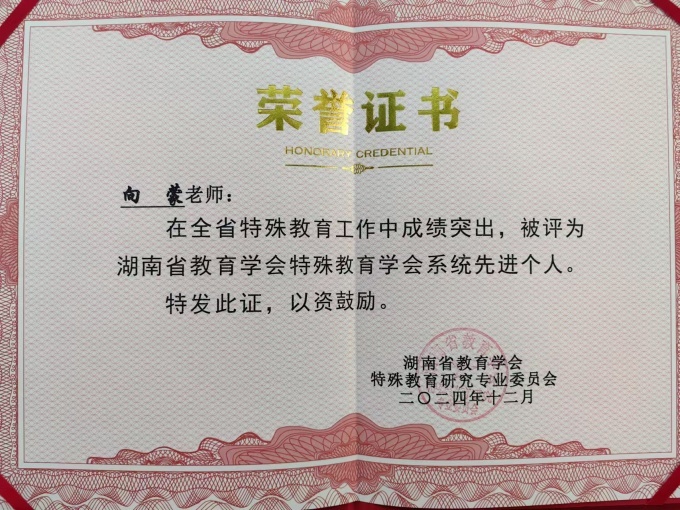 荣誉证书
HONORARY CREDENTIAL
向 蒙老师：
在全省特殊教育工作中成绩突出，被评为
湖南省教育学会特殊教育学会系统先进个人。
特发此证，以资鼓励。
湖南省教育学会
特殊教育研究专业委员会
二〇二四年十二月